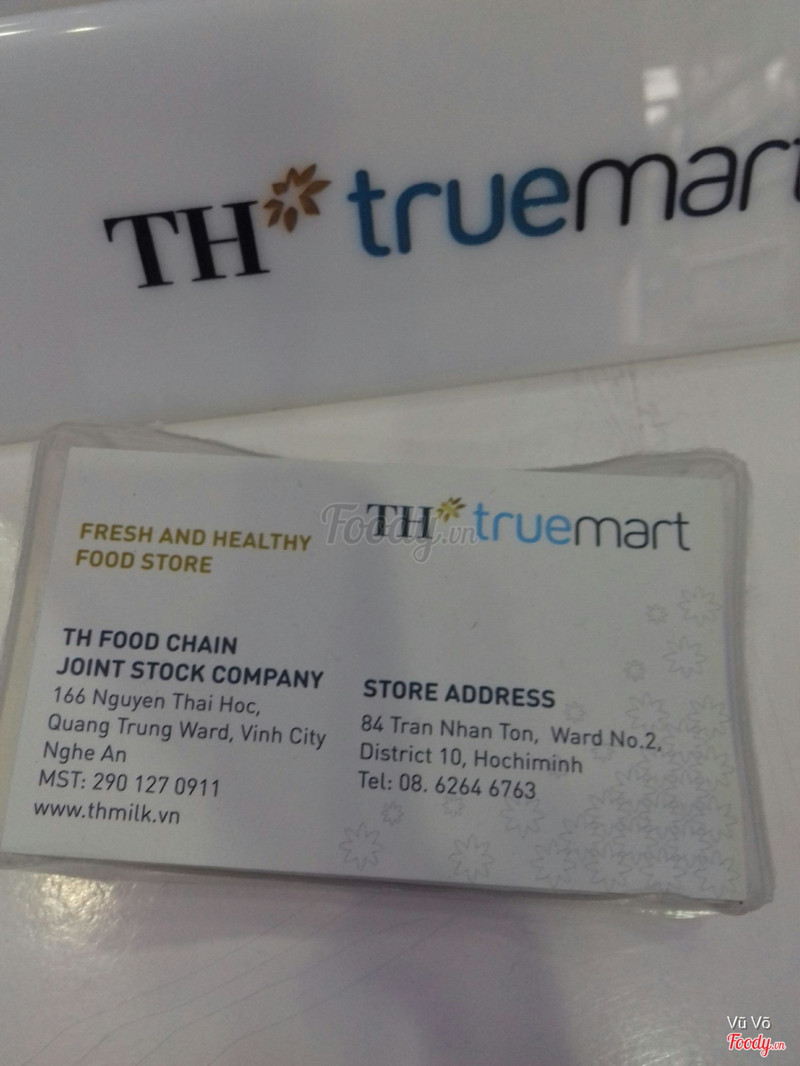 TH truemart
FRESH AND HEALTHY
FOOD STORE
TH truemart
Foody.vn
TH FOOD CHAIN
JOINT STOCK COMPANY
166 Nguyen Thai Hoc,
Quang Trung Ward, Vinh City
Nghe An
MST: 290 127 0911
www.thmilk.vn
STORE ADDRESS
84 Tran Nhan Ton, Ward No.2,
District 10, Hochiminh
Tel: 08. 6264 6763
Vũ Võ
Foody.vn